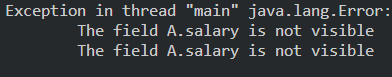 Exception in thread "main" java.lang.Error:
The field A.salary is not visible
The field A.salary is not visible